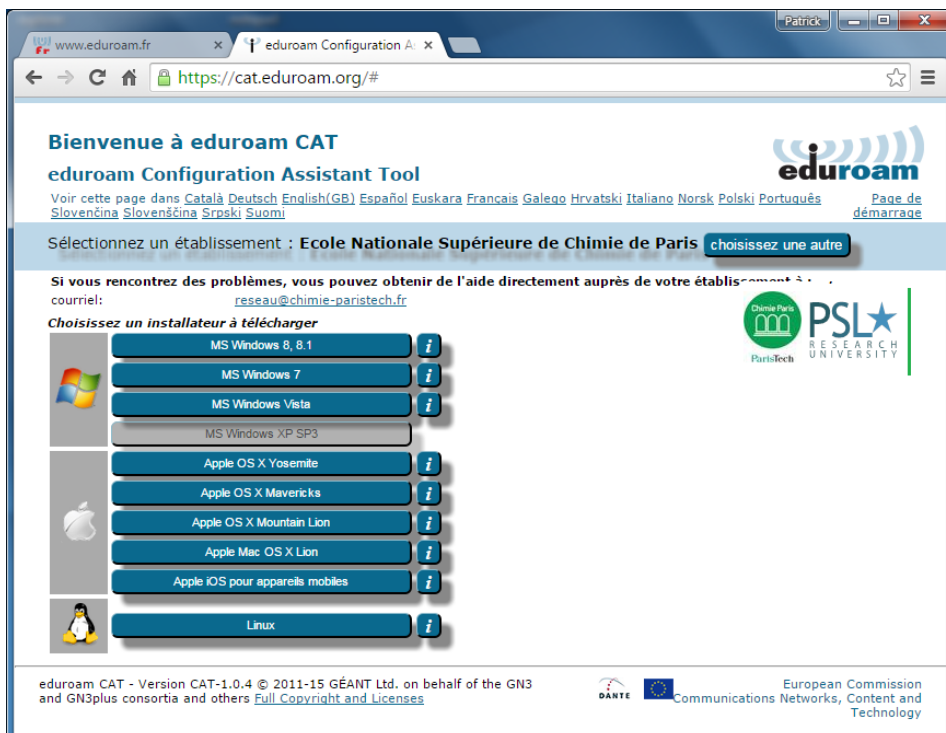 Patrick
www.eduroam.fr
eduroam Configuration A
https://cat.eduroam.org/#
Bienvenue à eduroam CAT
eduroam Configuration Assistant Tool
eduroam
Voir cette page dans Català Deutsch English(GB) Español Euskara Français Galego Hrvatski Italiano Norsk Polski Português
Slovenčina Slovenščina Srpski Suomi
Page de
démarrage
Sélectionnez un établissement : Ecole Nationale Supérieure de Chimie de Paris choisissez une autre
Si vous rencontrez des problèmes, vous pouvez obtenir de l'aide directement auprès de votre
courriel: reseau@chimie-paristech.fr
Choisissez un installateur à télécharger
Chimie Paris
ParisTech
PSL
RESEARCH
UNIVERSITY
MS Windows 8, 8.1 i
MS Windows 7 i
MS Windows Vista i
MS Windows XP SP3
Apple OS X Yosemite i
Apple OS X Mavericks i
Apple OS X Mountain Lion i
Apple Mac OS X Lion i
Apple iOS pour appareils mobiles i
Linux i
eduroam CAT - Version CAT-1.0.4 © 2011-15 GÉANT Ltd. on behalf of the GN3
and GN3plus consortia and others Full Copyright and Licenses
DANTE
European Commission
Communications Networks, Content and
Technology